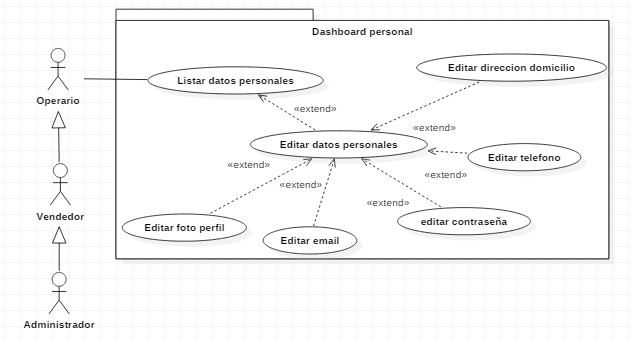 Dashboard personal
Editar direccion domicilio
Listar datos personales
Operario
«extend»
«extend»
Editar datos personales
Editar telefono
«extend»
«extend»
«extend»
«extend»
Vendedor
editar contraseña
Editar foto perfil
Editar email
Administrador